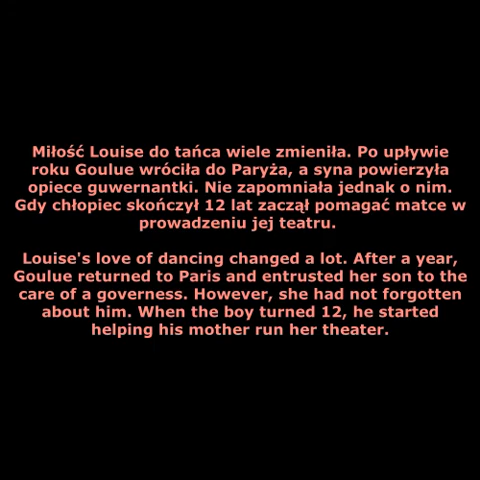 Miłość Louise do tańca wiele zmieniła. Po upływie
roku Goulue wróciła do Paryża, a syna powierzyła
opiece guwernantki. Nie zapomniała jednak o nim.
Gdy chłopiec skończył 12 lat zaczął pomagać matce w
prowadzeniu jej teatru.
Louise's love of dancing changed a lot. After a year,
Goulue returned to Paris and entrusted her son to the
care of a governess. However, she had not forgotten
about him. When the boy turned 12, he started
helping his mother run her theater.